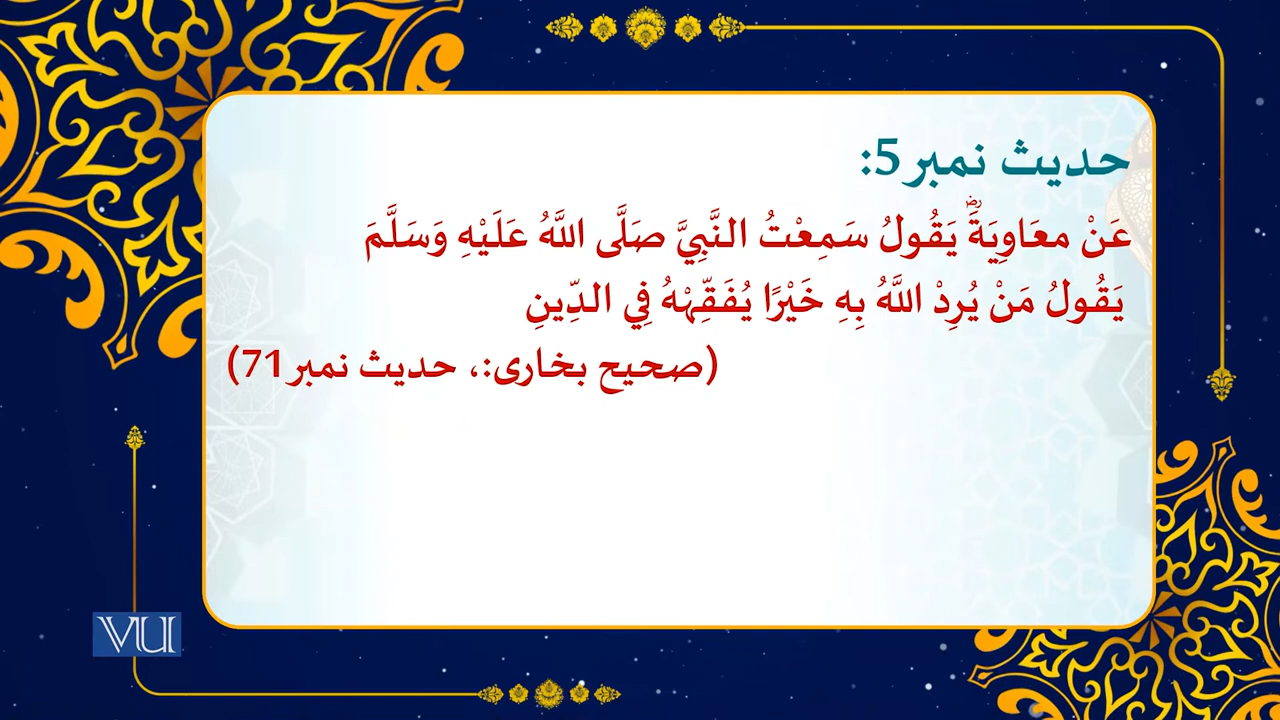 حدیث نمبر5:
عَنْ معَاوِيَةَؓ يَقُولُ سَمِعْتُ النَّبِيَّ صَلَّى اللَّهُ عَلَيْهِ وَسَلَّمَ
يَقُولُ مَنْ يُرِدْ اللَّهُ بِهِ خَيْرًا يُفَقِّهْهُ فِي الدِّينِ
(صحیح بخاری:، حدیث نمبر71)
VU